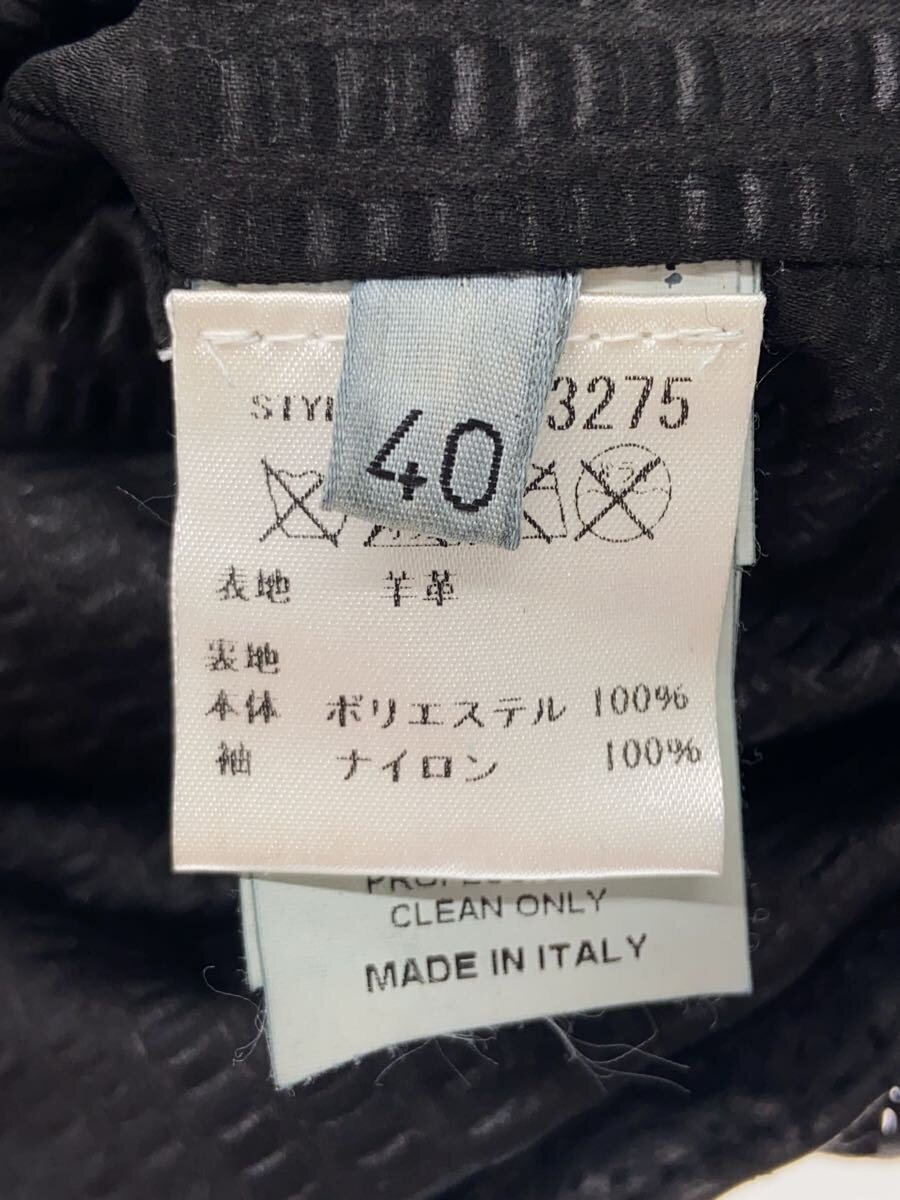 3275
40
表地 羊革
裏地
本体 ポリエステル 100%
袖 ナイロン 100%
CLEAN ONLY
MADE IN ITALY